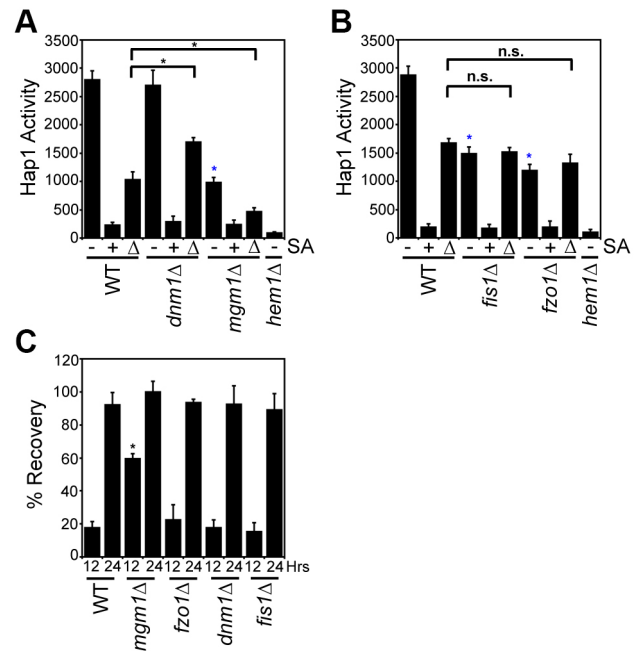 A
3500
3000
2500
2000
1500
1000
500
0
Hap1 Activity
*
*
*
- + Δ - + Δ - + Δ - SA
WT
dnm1Δ
mgm1Δ
hem1Δ
B
3500
3000
2500
2000
1500
1000
500
0
Hap1 Activity
n.s.
n.s.
*
*
- + Δ - + Δ - + Δ - SA
WT
fis1Δ
fzo1Δ
hem1Δ
C
120
100
80
60
40
20
0
% Recovery
*
12 24 12 24 12 24 12 24 12 24 Hrs
WT
mgm1Δ
fzo1Δ
dnm1Δ
fis1Δ